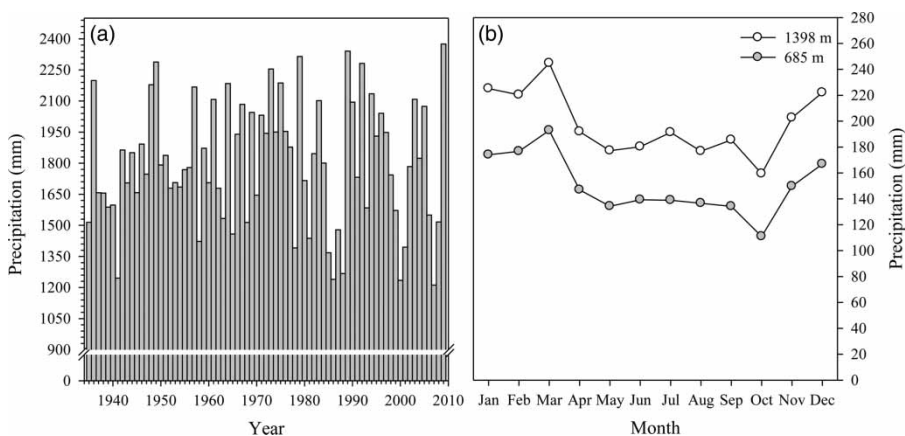 (a)
Precipitation (mm)
2400
2250
2100
1950
1800
1650
1500
1350
1200
1050
900
0
1940 1950 1960 1970 1980 1990 2000 2010
Year
(b)
1398 m
685 m
280
260
240
220
200
180
160
140
120
100
80
60
40
20
0
Precipitation (mm)
Jan Feb Mar Apr May Jun Jul Aug Sep Oct Nov Dec
Month